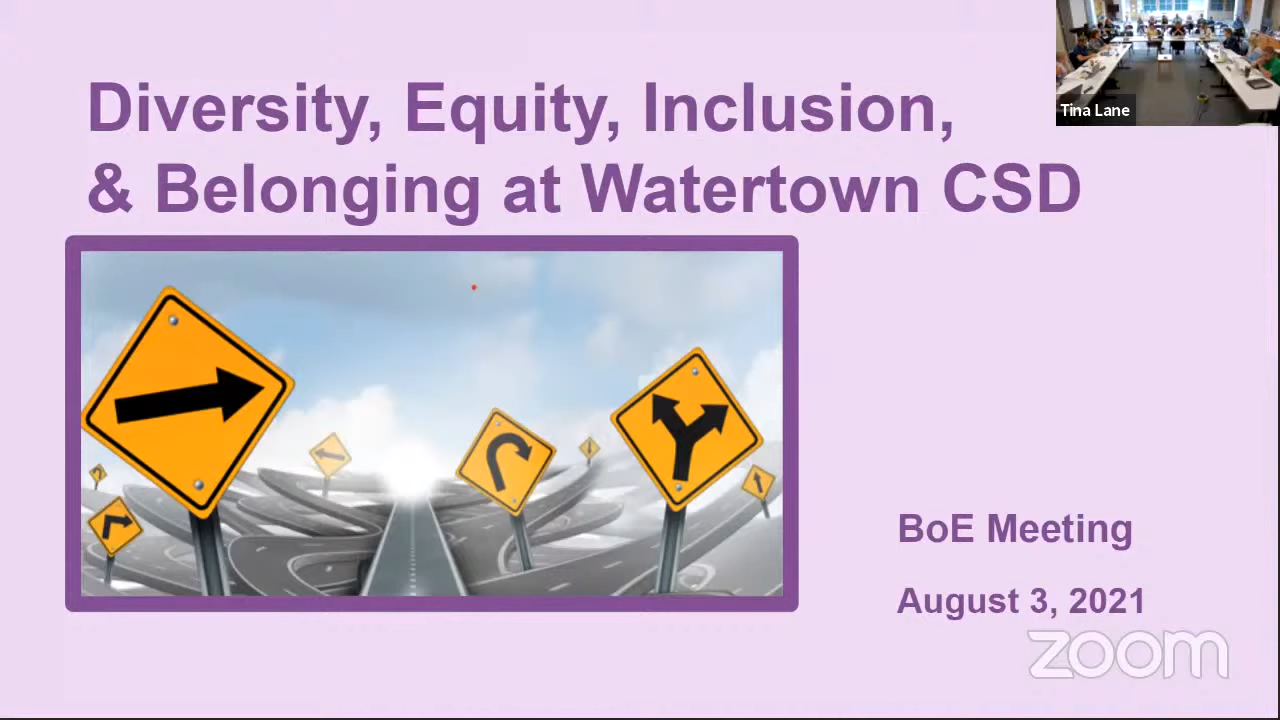 Diversity, Equity, Inclusion,
& Belonging at Watertown CSD
Tina Lane
BoE Meeting
August 3, 2021
zoom